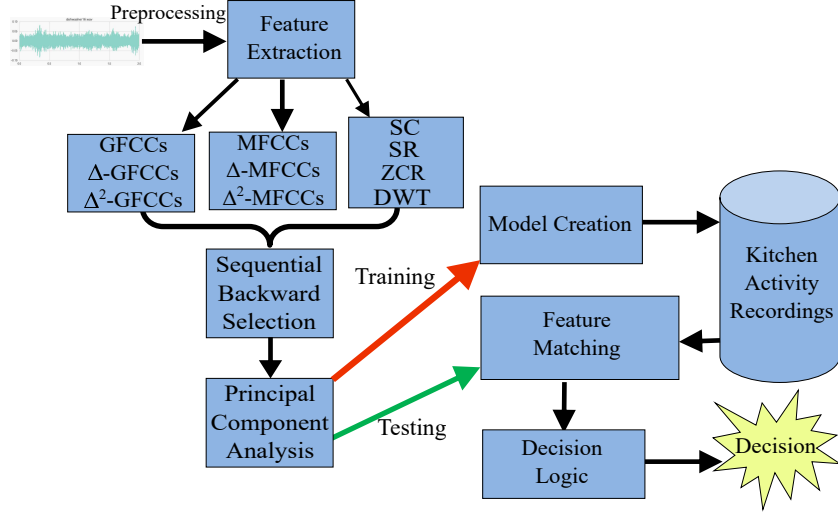 Preprocessing
Feature
Extraction
GFCCs
Δ-GFCCs
Δ²-GFCCs
MFCCs
Δ-MFCCs
Δ²-MFCCs
SC
SR
ZCR
DWT
Sequential
Backward
Selection
Principal
Component
Analysis
Training
Testing
Model Creation
Kitchen
Activity
Recordings
Feature
Matching
Decision
Logic
Decision